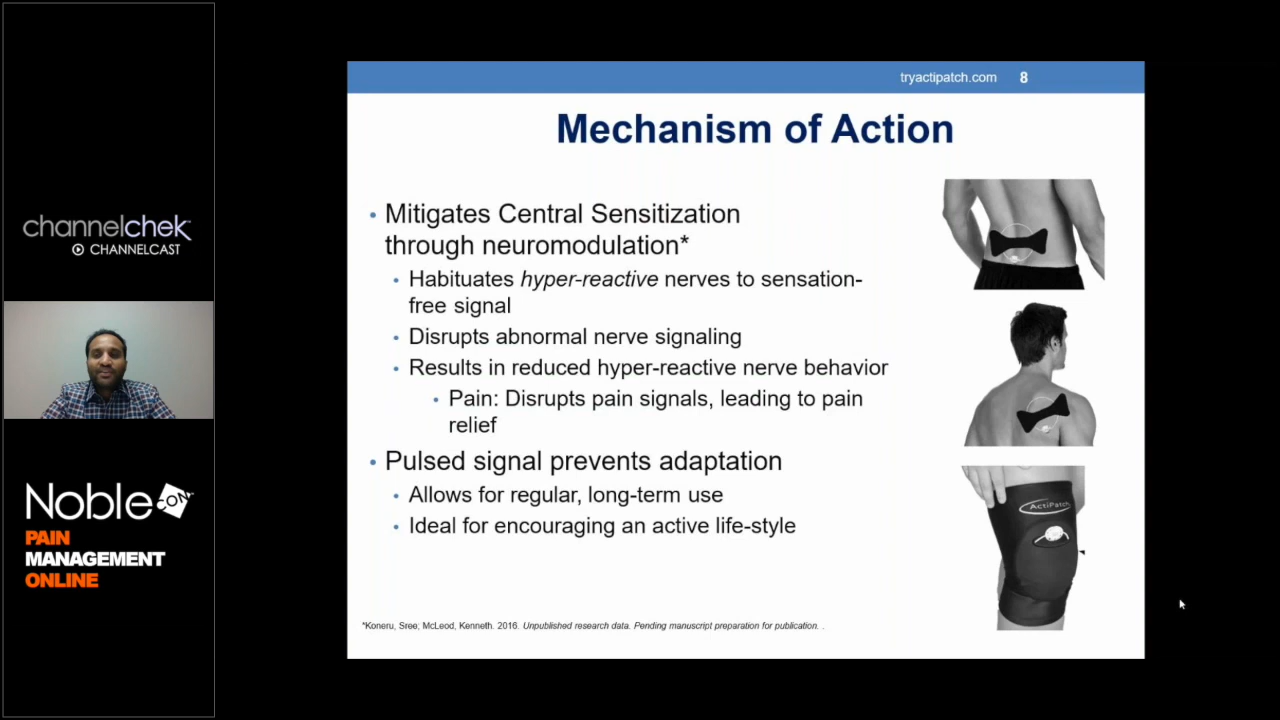 channelchek
CHANNELCAST
Noble CON
PAIN
MANAGEMENT
ONLINE
tryactipatch.com 8
Mechanism of Action
• Mitigates Central Sensitization
through neuromodulation*
• Habituates hyper-reactive nerves to sensation-
free signal
• Disrupts abnormal nerve signaling
• Results in reduced hyper-reactive nerve behavior
• Pain: Disrupts pain signals, leading to pain
relief
• Pulsed signal prevents adaptation
• Allows for regular, long-term use
• Ideal for encouraging an active life-style
ActiPatch
*Koneru, Sree; McLeod, Kenneth. 2016. Unpublished research data. Pending manuscript preparation for publication. .